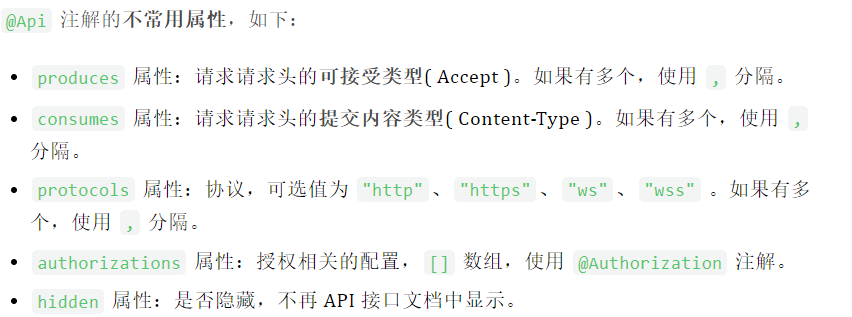 @Api 注解的不常用属性，如下：
• produces 属性：请求请求头的可接受类型( Accept )。如果有多个，使用 , 分隔。
• consumes 属性：请求请求头的提交内容类型( Content-Type )。如果有多个，使用 ,
分隔。
• protocols 属性：协议，可选值为 "http" 、 "https" 、 "ws" 、 "wss" 。如果有多
个，使用 , 分隔。
• authorizations 属性：授权相关的配置， [] 数组，使用 @Authorization 注解。
• hidden 属性：是否隐藏，不再 API 接口文档中显示。